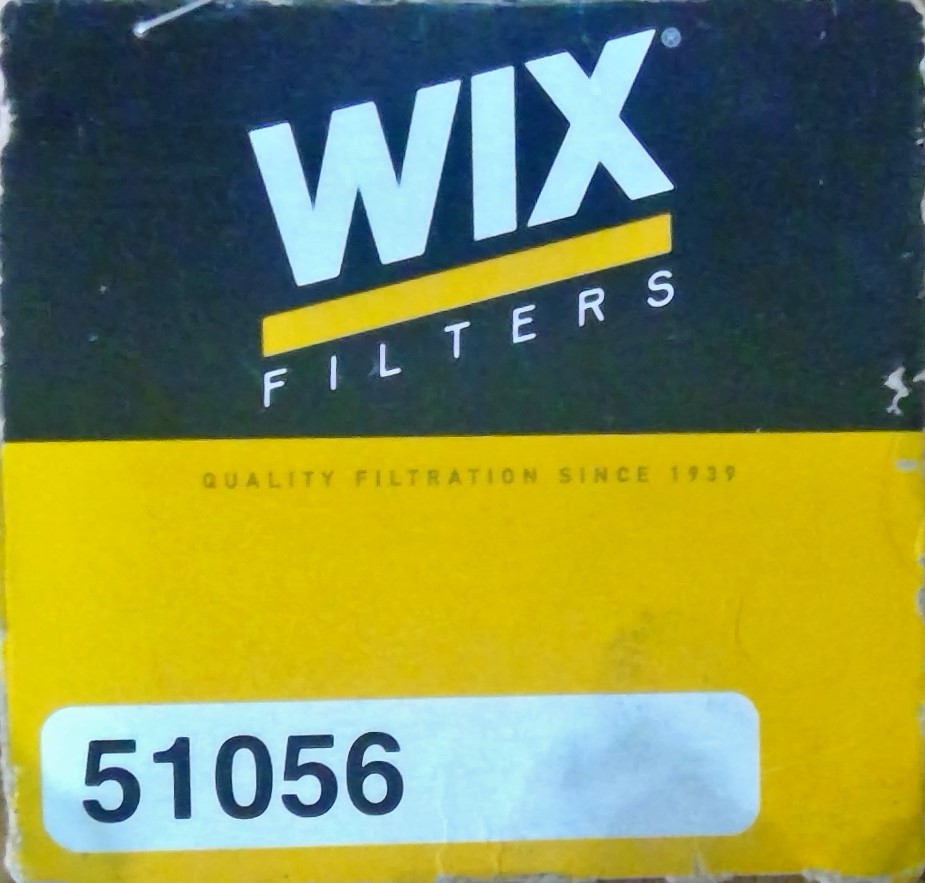 WIX®
FILTERS
QUALITY FILTRATION SINCE 1939
51056